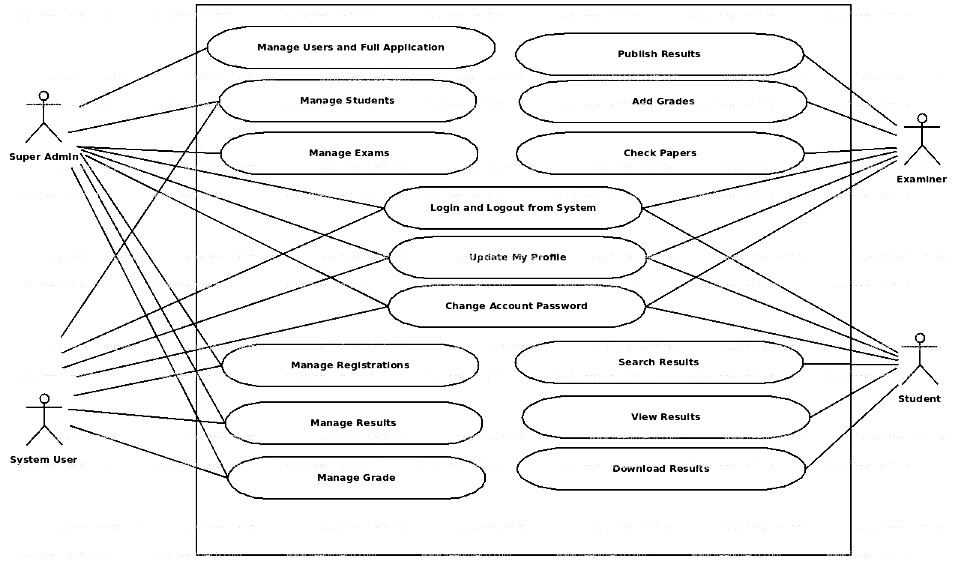 Manage Users and Full Application
Publish Results
Manage Students
Add Grades
Super Admin
Manage Exams
Check Papers
Examiner
Login and Logout from System
Update My Profile
Change Account Password
Manage Registrations
Search Results
Student
Manage Results
View Results
System User
Manage Grade
Download Results